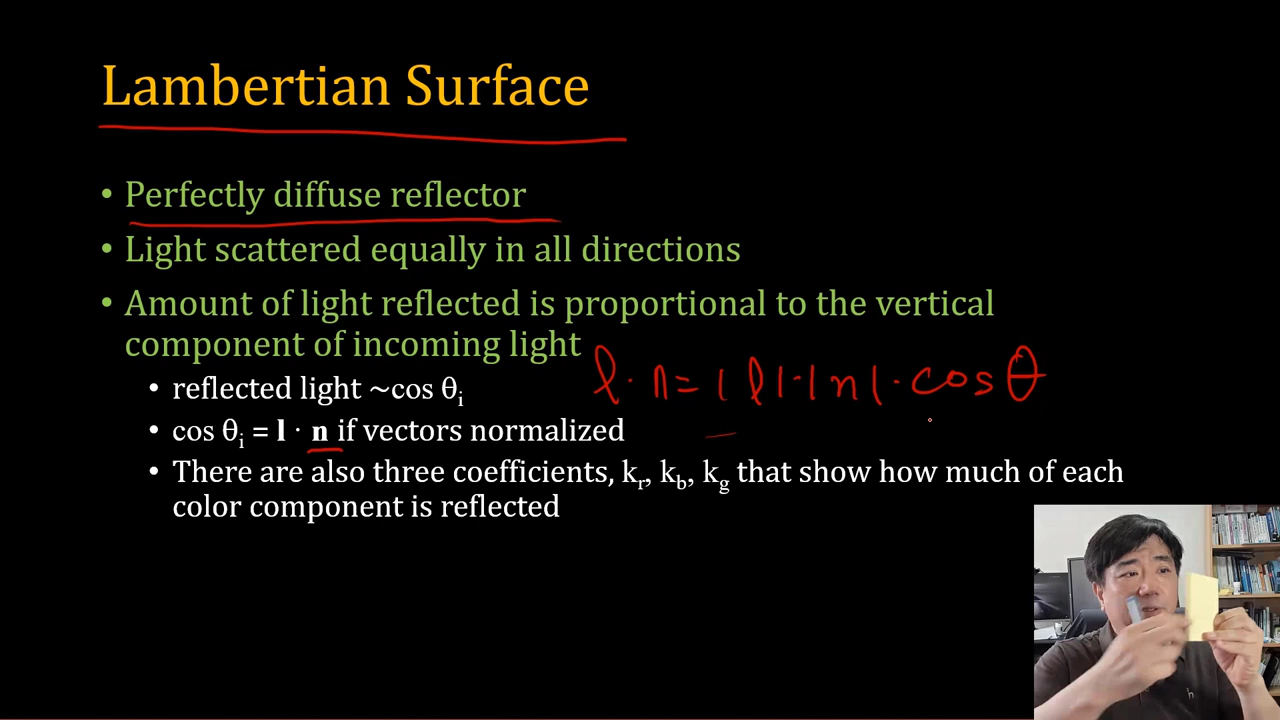 Lambertian Surface
• Perfectly diffuse reflector
• Light scattered equally in all directions
• Amount of light reflected is proportional to the vertical
component of incoming light
l · n = |l| · |n| · cos θ
• reflected light ~cos θi
• cos θi = l · n if vectors normalized
• There are also three coefficients, kr, kb, kg that show how much of each
color component is reflected